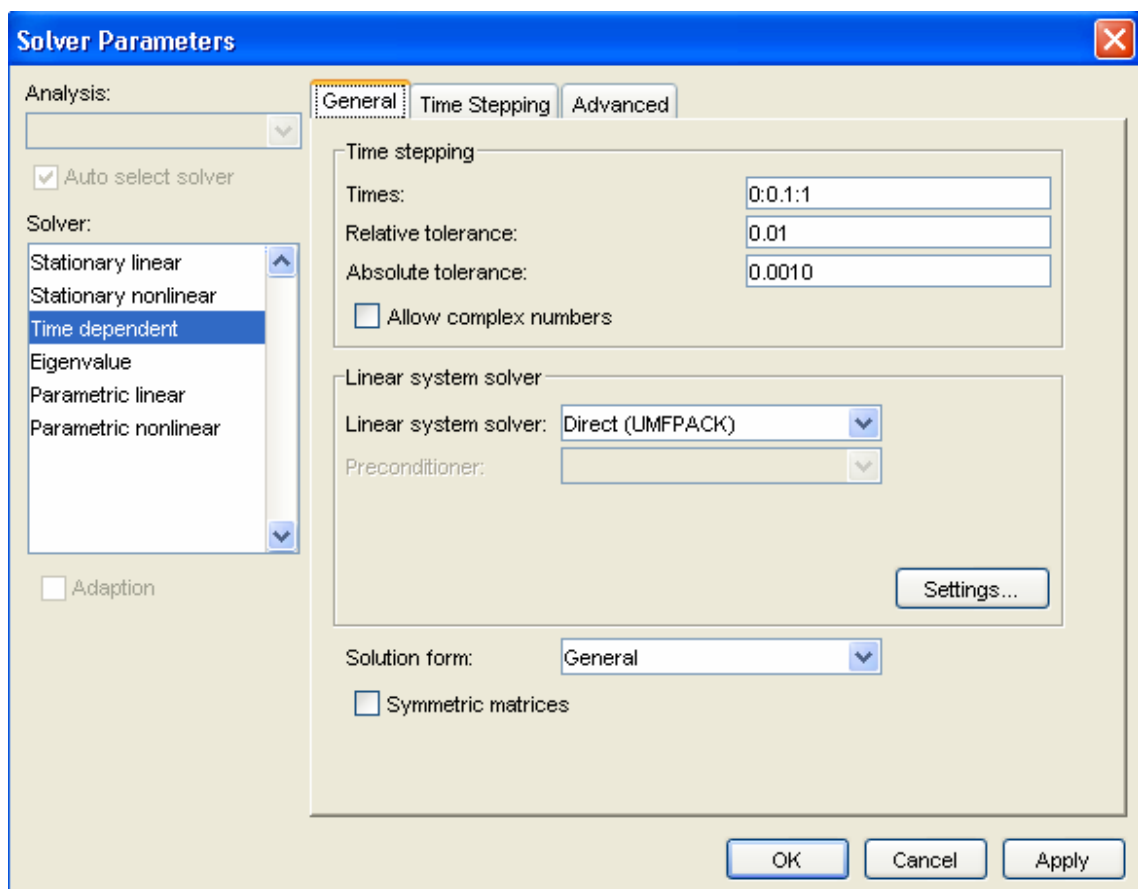 Solver Parameters
Analysis:
Auto select solver
Solver:
Stationary linear
Stationary nonlinear
Time dependent
Eigenvalue
Parametric linear
Parametric nonlinear
Adaption
General Time Stepping Advanced
Time stepping
Times: 0:0.1:1
Relative tolerance: 0.01
Absolute tolerance: 0.0010
Allow complex numbers
Linear system solver
Linear system solver: Direct (UMFPACK)
Preconditioner:
Settings...
Solution form: General
Symmetric matrices
OK Cancel Apply